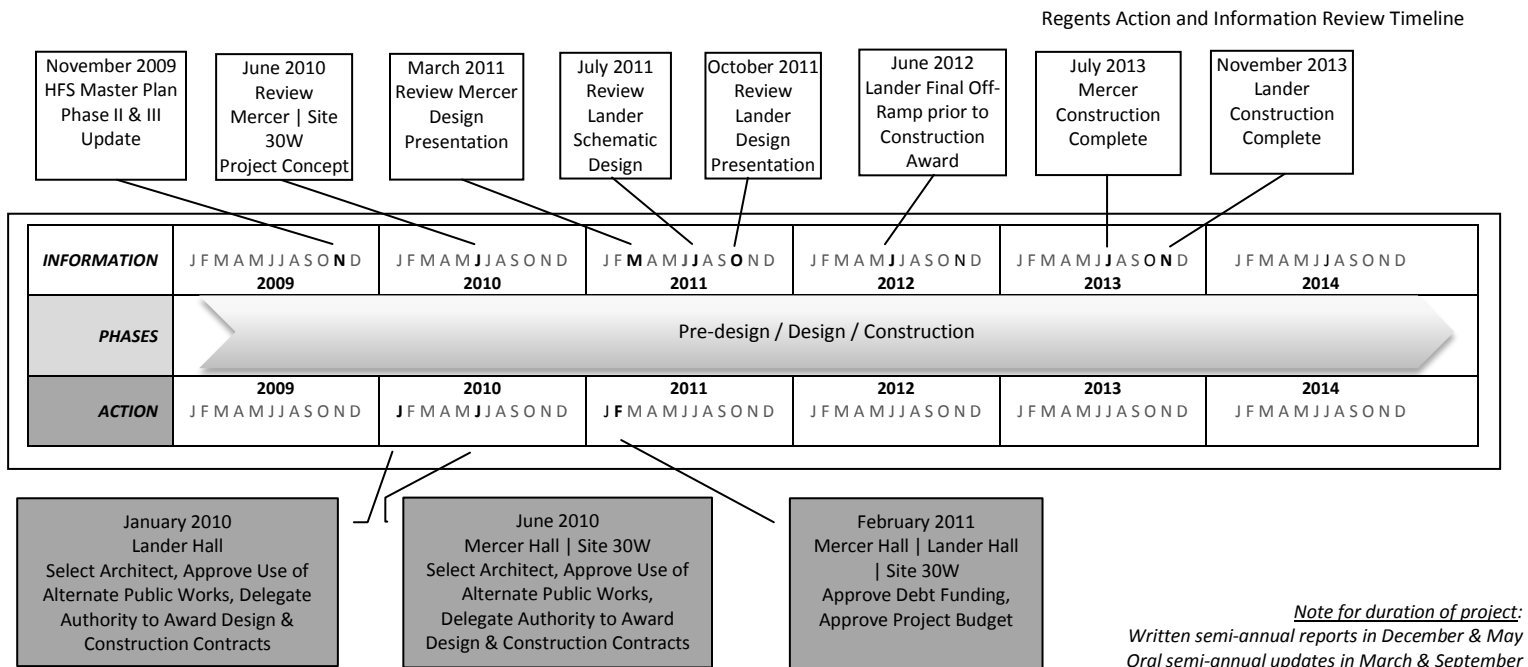 Regents Action and Information Review Timeline
November 2009
HFS Master Plan
Phase II & III
Update
June 2010
Review
Mercer | Site
30W
Project Concept
March 2011
Review Mercer
Design
Presentation
July 2011
Review
Lander
Schematic
Design
October 2011
Review
Lander
Design
Presentation
June 2012
Lander Final Off-
Ramp prior to
Construction
Award
July 2013
Mercer
Construction
Complete
November 2013
Lander
Construction
Complete
INFORMATION
J F M A M J J A S O N D
2009
J F M A M J J A S O N D
2010
J F M A M J J A S O N D
2011
J F M A M J J A S O N D
2012
J F M A M J J A S O N D
2013
J F M A M J J A S O N D
2014
PHASES
Pre-design / Design / Construction
ACTION
2009
J F M A M J J A S O N D
2010
J F M A M J J A S O N D
2011
J F M A M J J A S O N D
2012
J F M A M J J A S O N D
2013
J F M A M J J A S O N D
2014
J F M A M J J A S O N D
January 2010
Lander Hall
Select Architect, Approve Use of
Alternate Public Works, Delegate
Authority to Award Design &
Construction Contracts
June 2010
Mercer Hall | Site 30W
Select Architect, Approve Use of
Alternate Public Works,
Delegate Authority to Award
Design & Construction Contracts
February 2011
Mercer Hall | Lander Hall
| Site 30W
Approve Debt Funding,
Approve Project Budget
Note for duration of project:
Written semi-annual reports in December & May
Oral semi-annual updates in March & September